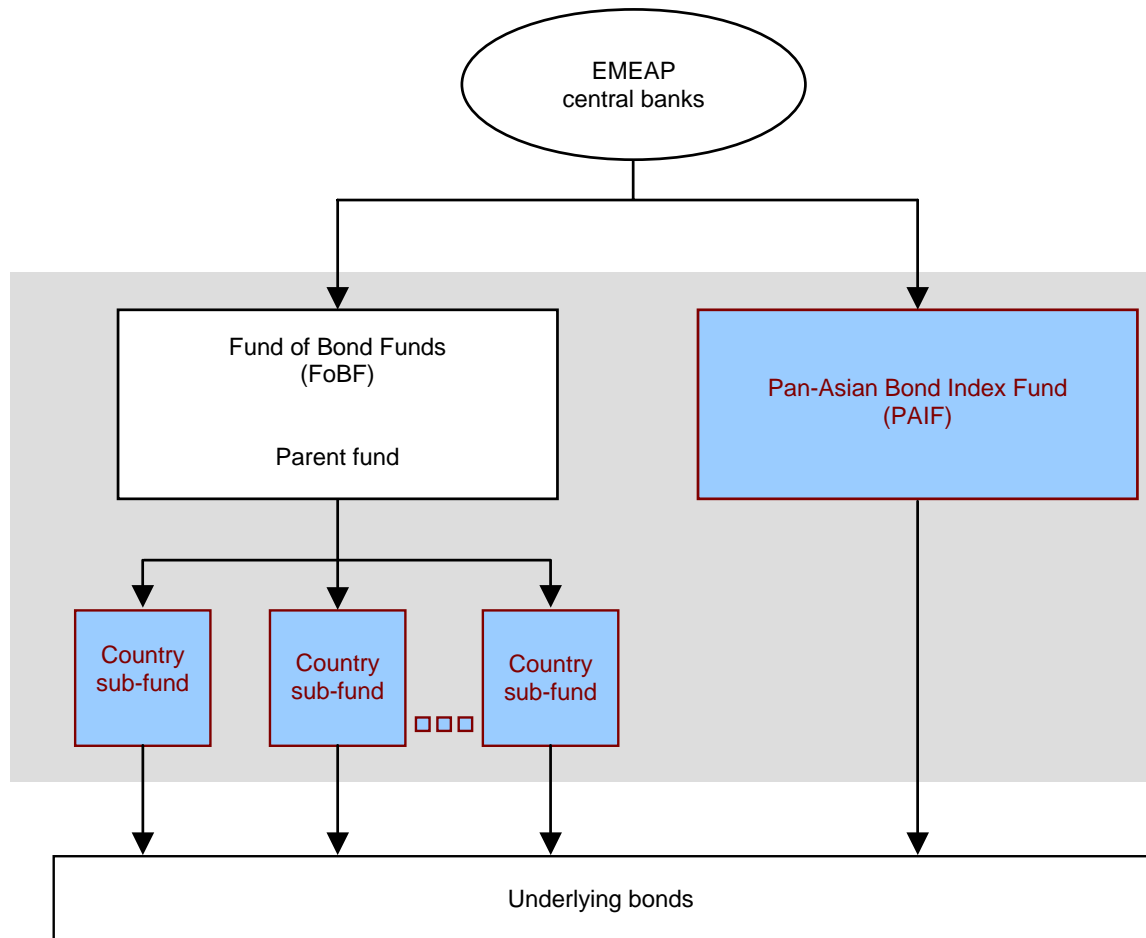 EMEAP
central banks
Fund of Bond Funds
(FoBF)
Parent fund
Pan-Asian Bond Index Fund
(PAIF)
Country
sub-fund
Country
sub-fund
Country
sub-fund
Underlying bonds